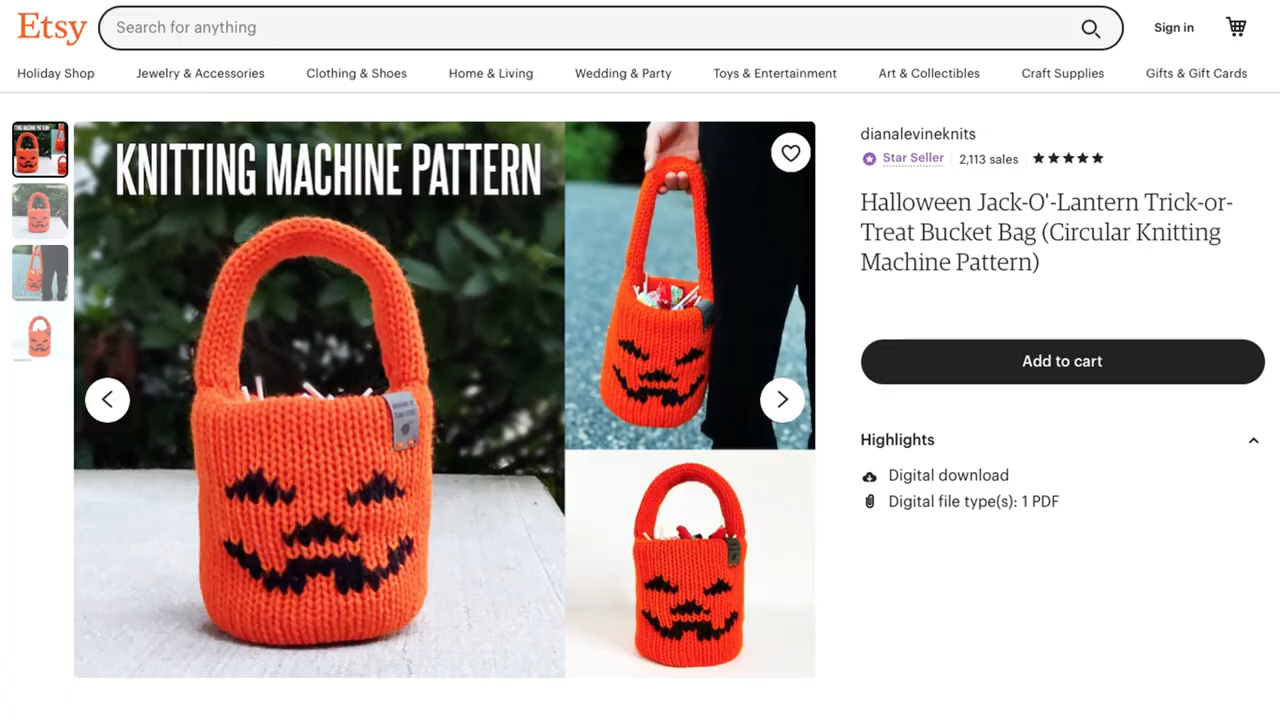 Etsy
Search for anything
Sign in
Holiday Shop
Jewelry & Accessories
Clothing & Shoes
Home & Living
Wedding & Party
Toys & Entertainment
Art & Collectibles
Craft Supplies
Gifts & Gift Cards
KNITTING MACHINE PATTERN
dianalevineknits
Star Seller
2,113 sales
Halloween Jack-O'-Lantern Trick-or-
Treat Bucket Bag (Circular Knitting
Machine Pattern)
Add to cart
Highlights
Digital download
Digital file type(s): 1 PDF